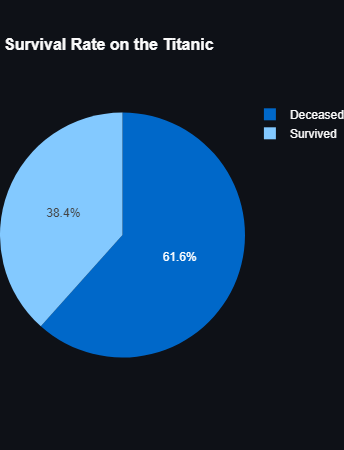 Survival Rate on the Titanic
Deceased
Survived
38.4%
61.6%